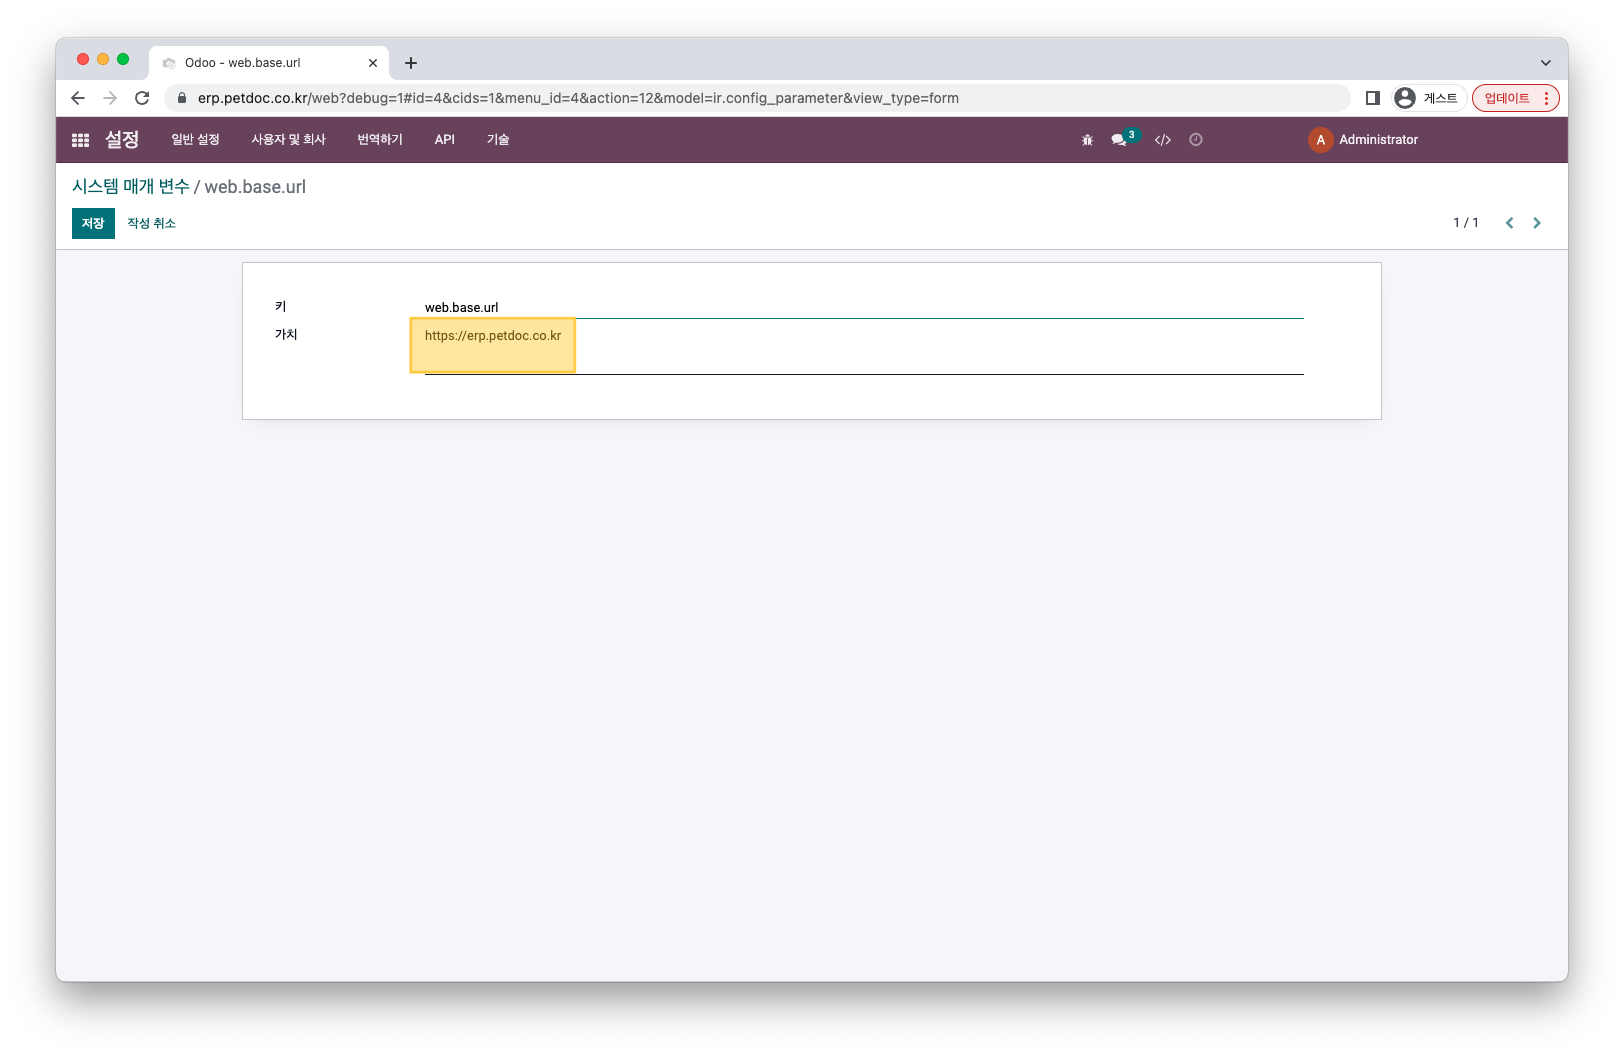 Odoo - web.base.url
erp.petdoc.co.kr/web?debug=1#id=4&cids=1&menu_id=4&action=12&model=ir.config_parameter&view_type=form
게스트
업데이트
설정 일반 설정 사용자 및 회사 번역하기 API 기술 3 A Administrator
시스템 매개 변수 / web.base.url
저장 작성 취소 1 / 1
키 web.base.url
가치 https://erp.petdoc.co.kr